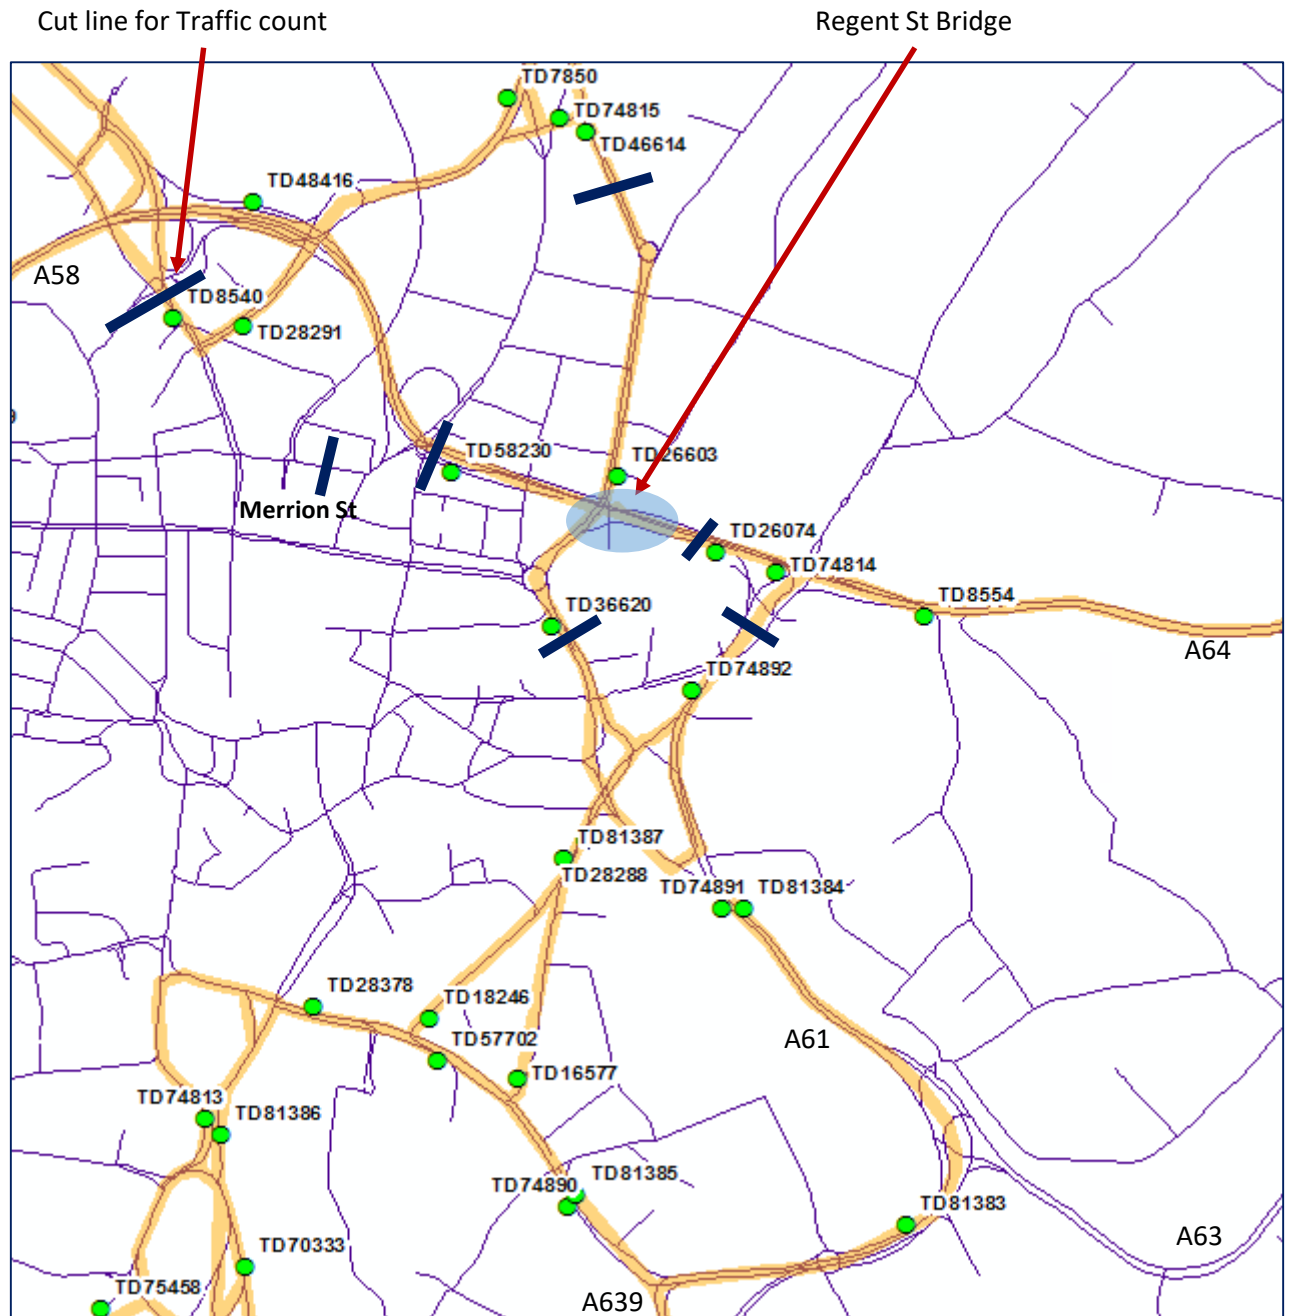 Cut line for Traffic count
Regent St Bridge
TD7850
TD74815
TD46614
TD48416
A58
TD8540
TD28291
TD58230
TD26603
Merrion St
TD26074
TD74814
TD8554
TD36620
A64
TD74892
TD81387
TD28288
TD74891
TD81384
TD28378
TD18246
TD57702
A61
TD16577
TD74813
TD81386
TD81385
TD74890
TD81383
A63
TD70333
TD75458
A639